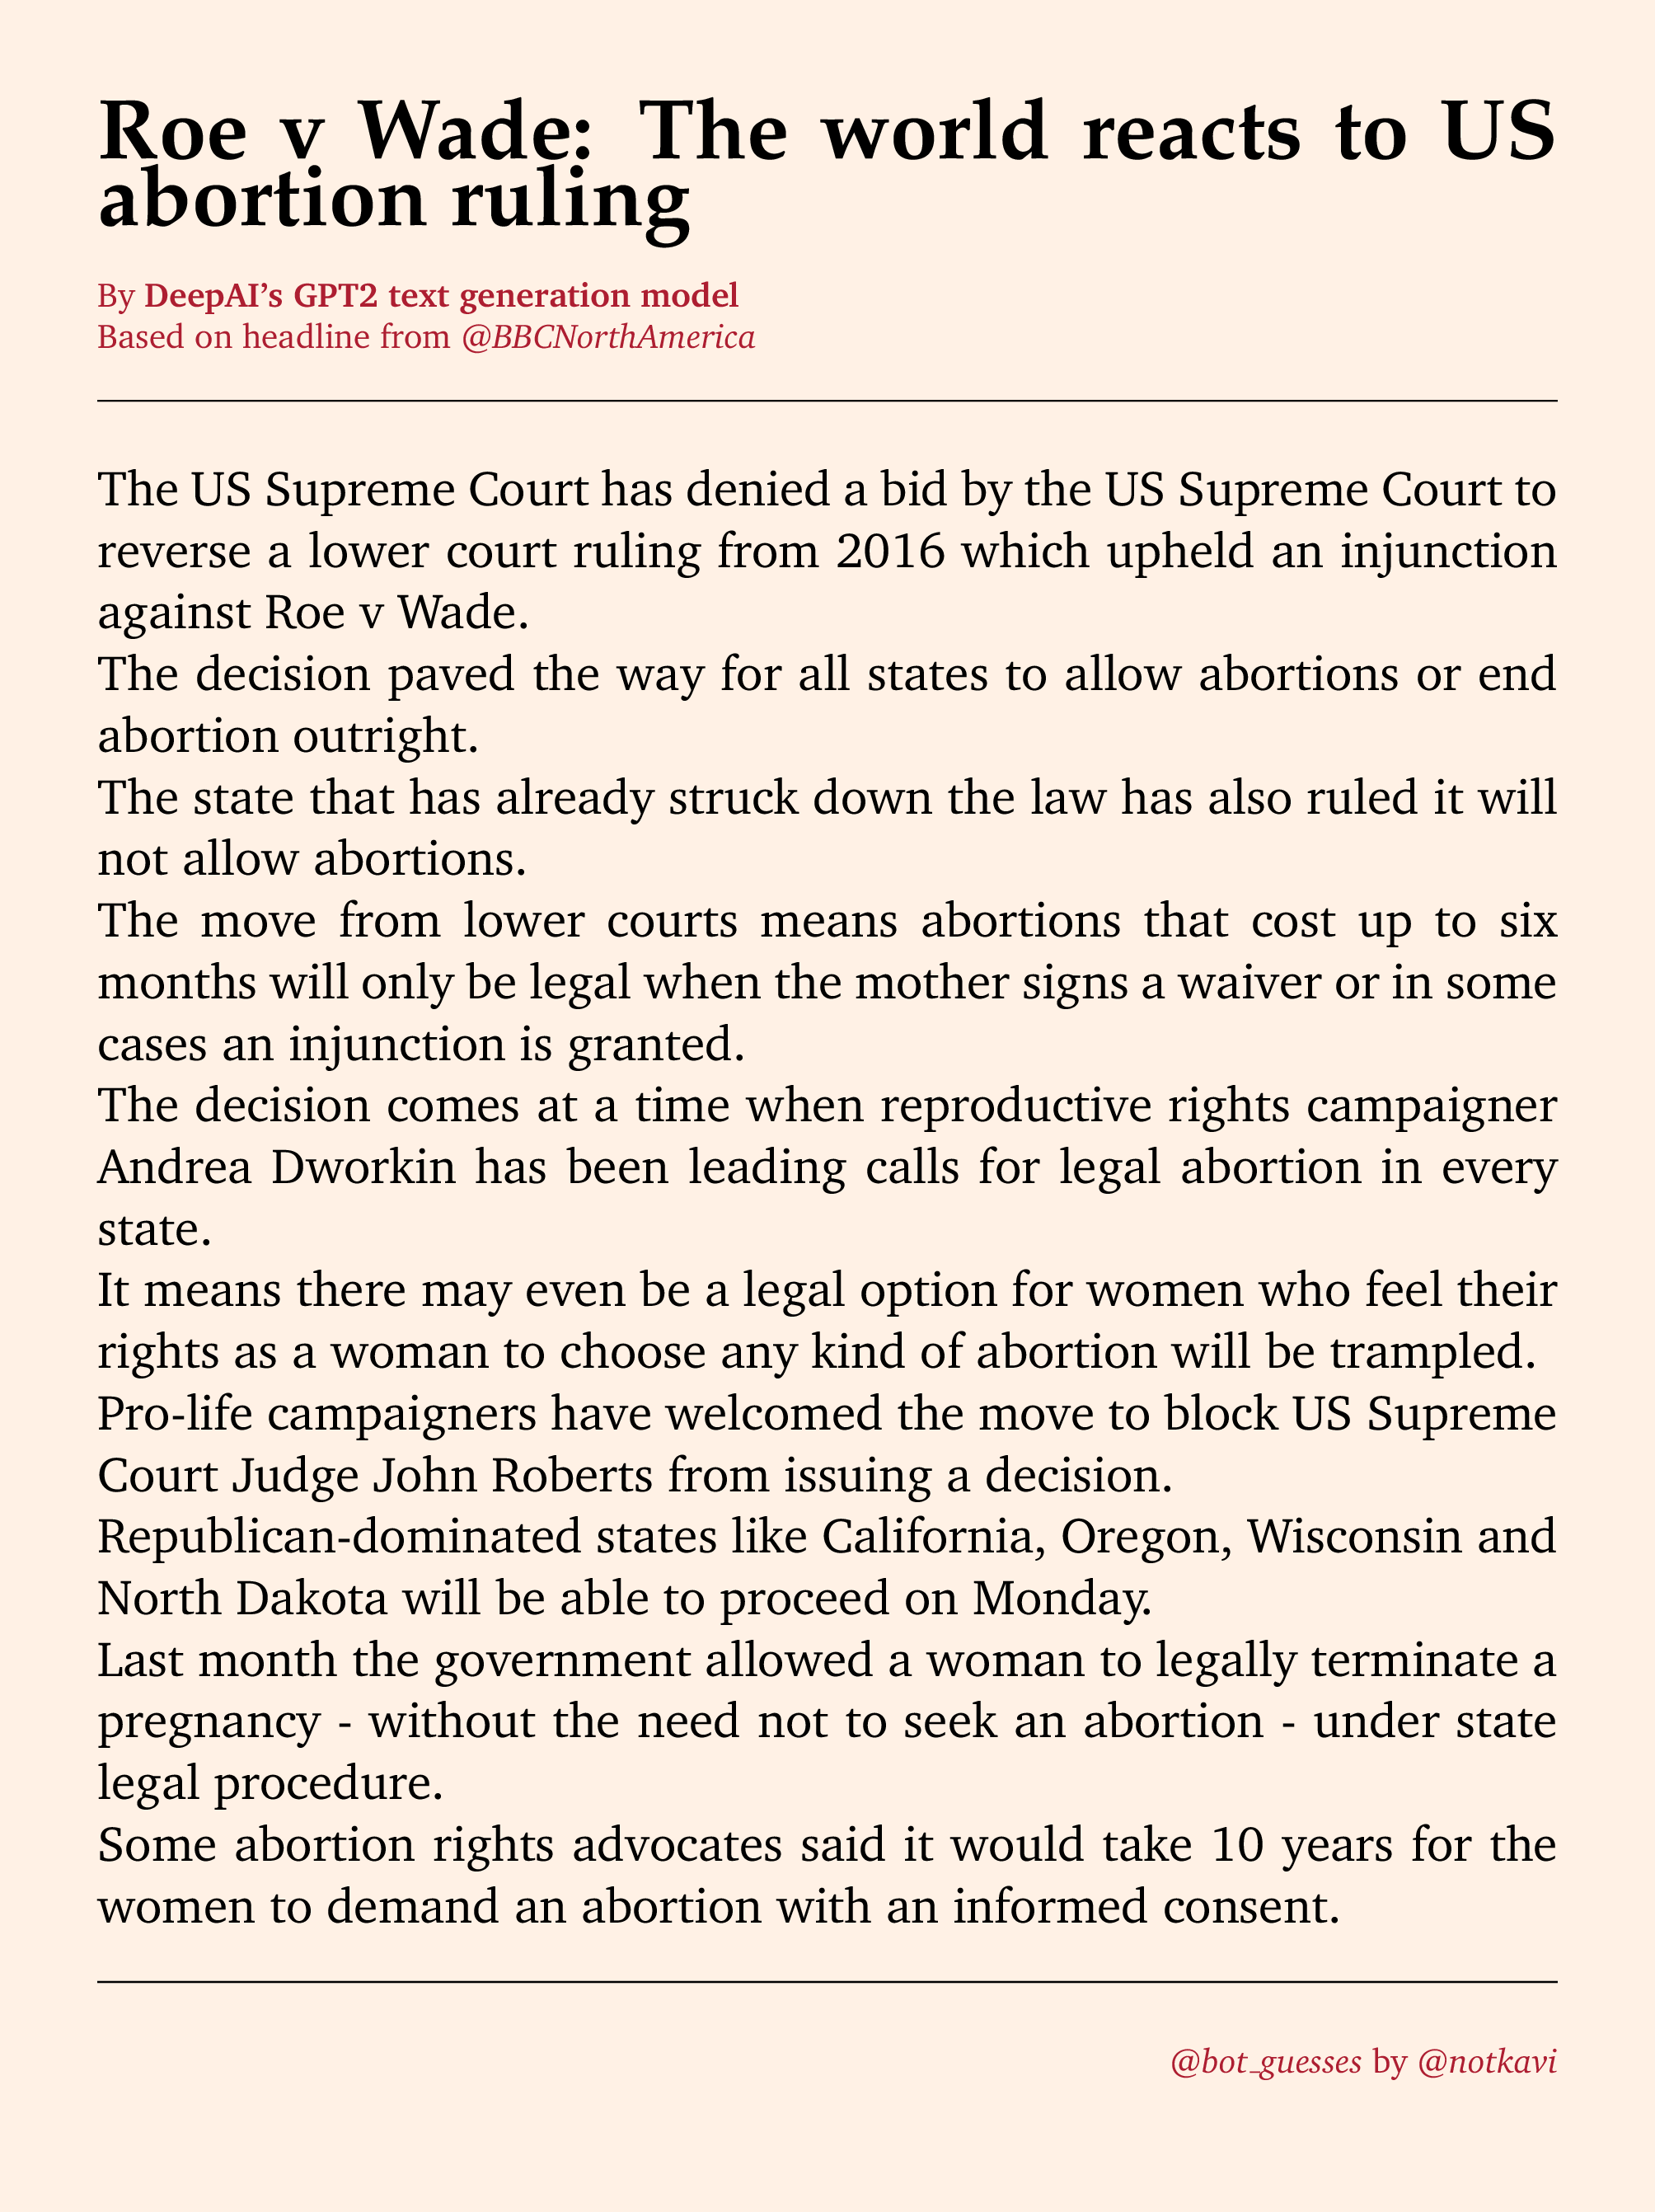 Roe v Wade: The world reacts to US
abortion ruling
By DeepAI’s GPT2 text generation model
Based on headline from @BBCNorthAmerica
The US Supreme Court has denied a bid by the US Supreme Court to
reverse a lower court ruling from 2016 which upheld an injunction
against Roe v Wade.
The decision paved the way for all states to allow abortions or end
abortion outright.
The state that has already struck down the law has also ruled it will
not allow abortions.
The move from lower courts means abortions that cost up to six
months will only be legal when the mother signs a waiver or in some
cases an injunction is granted.
The decision comes at a time when reproductive rights campaigner
Andrea Dworkin has been leading calls for legal abortion in every
state.
It means there may even be a legal option for women who feel their
rights as a woman to choose any kind of abortion will be trampled.
Pro-life campaigners have welcomed the move to block US Supreme
Court Judge John Roberts from issuing a decision.
Republican-dominated states like California, Oregon, Wisconsin and
North Dakota will be able to proceed on Monday.
Last month the government allowed a woman to legally terminate a
pregnancy - without the need not to seek an abortion - under state
legal procedure.
Some abortion rights advocates said it would take 10 years for the
women to demand an abortion with an informed consent.
@bot_guesses by @notkavi